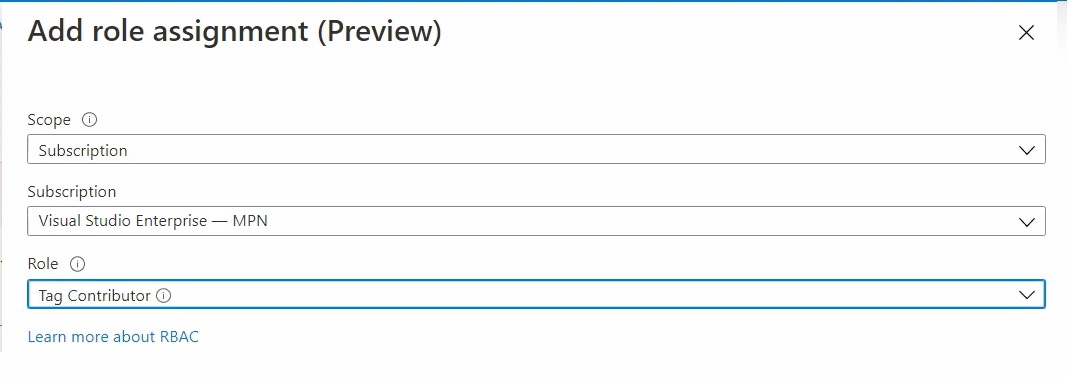 Add role assignment (Preview)
Scope
Subscription
Subscription
Visual Studio Enterprise — MPN
Role
Tag Contributor
Learn more about RBAC